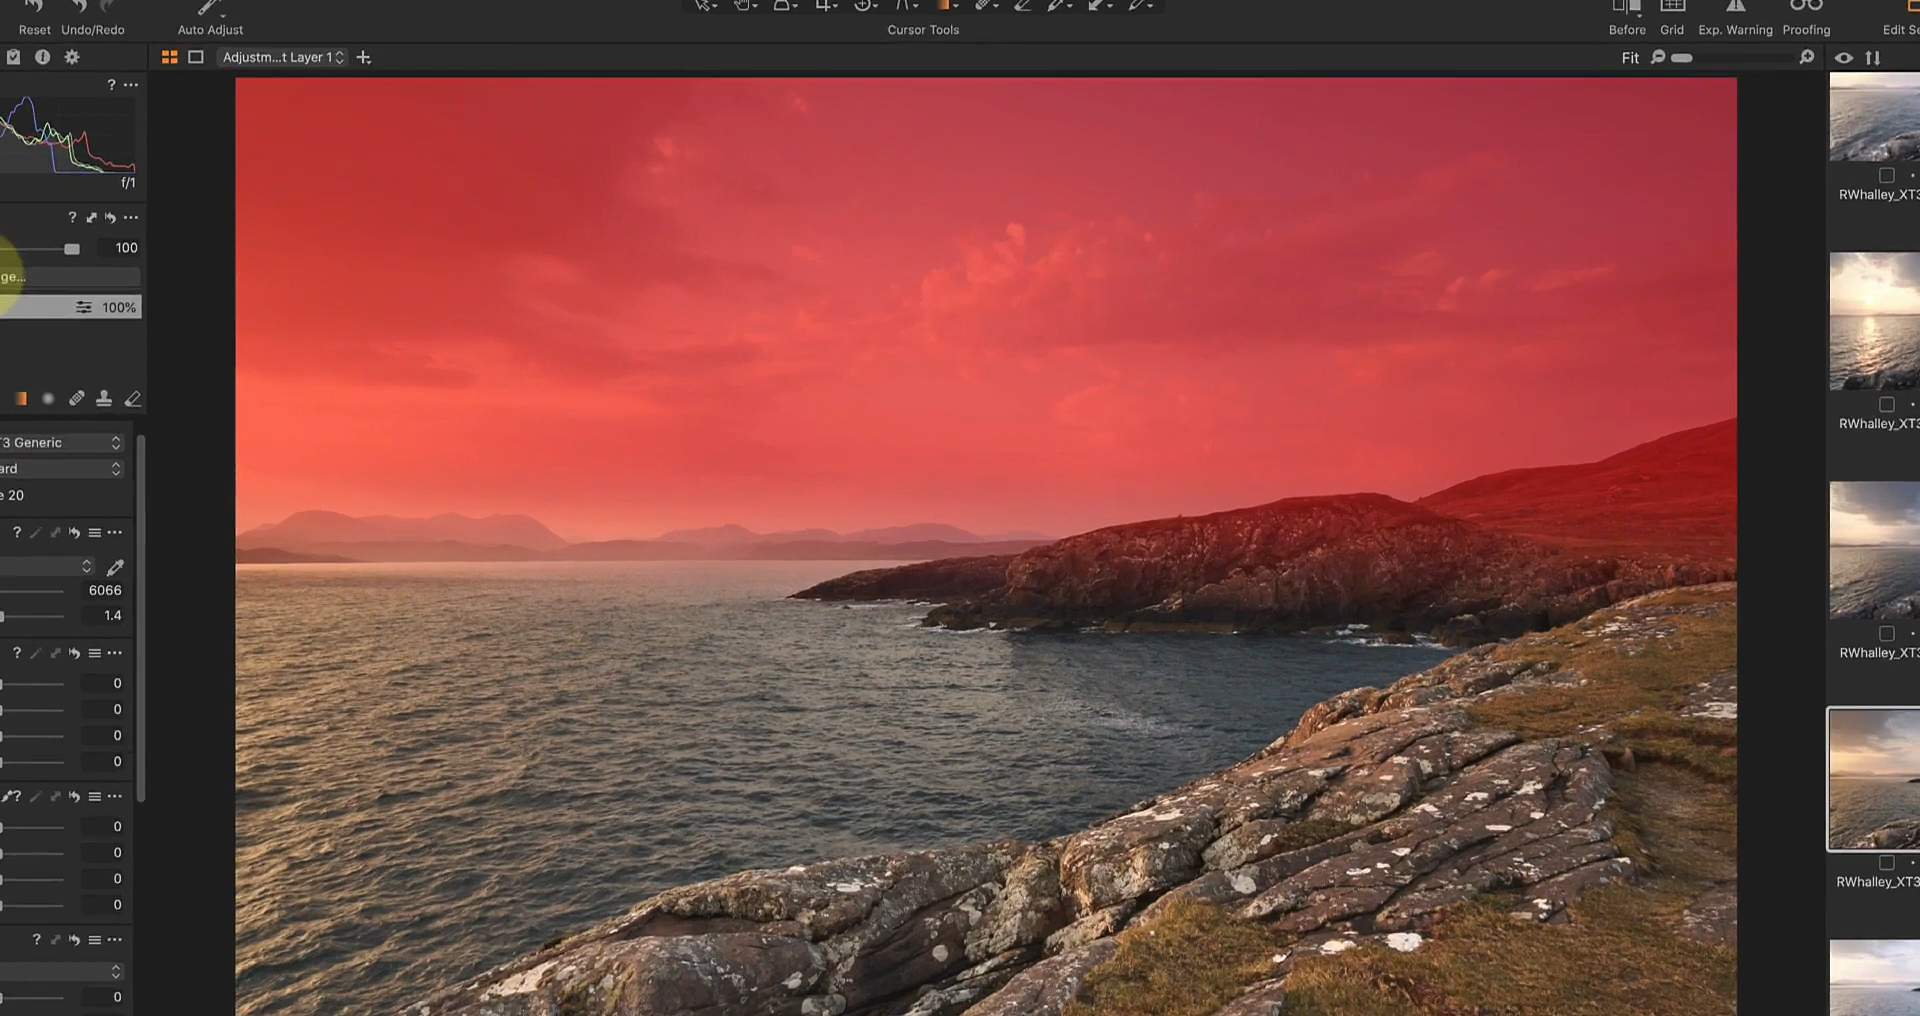 Reset
Undo/Redo
Auto Adjust
Cursor Tools
Before
Grid
Exp. Warning
Proofing
Edit Se
Adjustm...t Layer 1
Fit
? ...
f/1
? ...
100
ge...
100%
T3 Generic
ard
e 20
? ...
6066
1.4
? ...
0
0
0
0
? ...
0
0
0
0
? ...
0
RWhalley_XT3
RWhalley_XT3
RWhalley_XT3
RWhalley_XT3